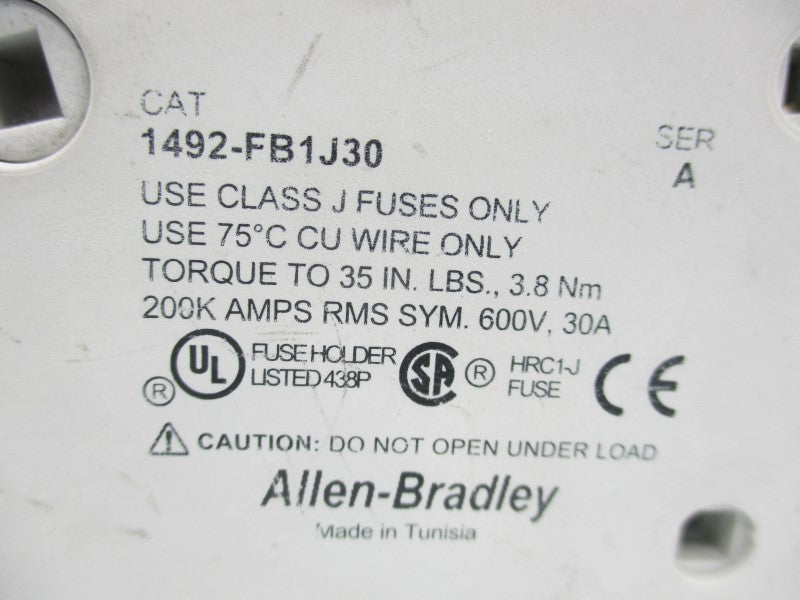 CAT
1492-FB1J30
SER
A
USE CLASS J FUSES ONLY
USE 75°C CU WIRE ONLY
TORQUE TO 35 IN. LBS., 3.8 Nm
200K AMPS RMS SYM. 600V, 30A
UL
®
FUSE HOLDER
LISTED 438P
SA
®
HRC1-J
FUSE
CE
CAUTION: DO NOT OPEN UNDER LOAD
Allen-Bradley
Made in Tunisia